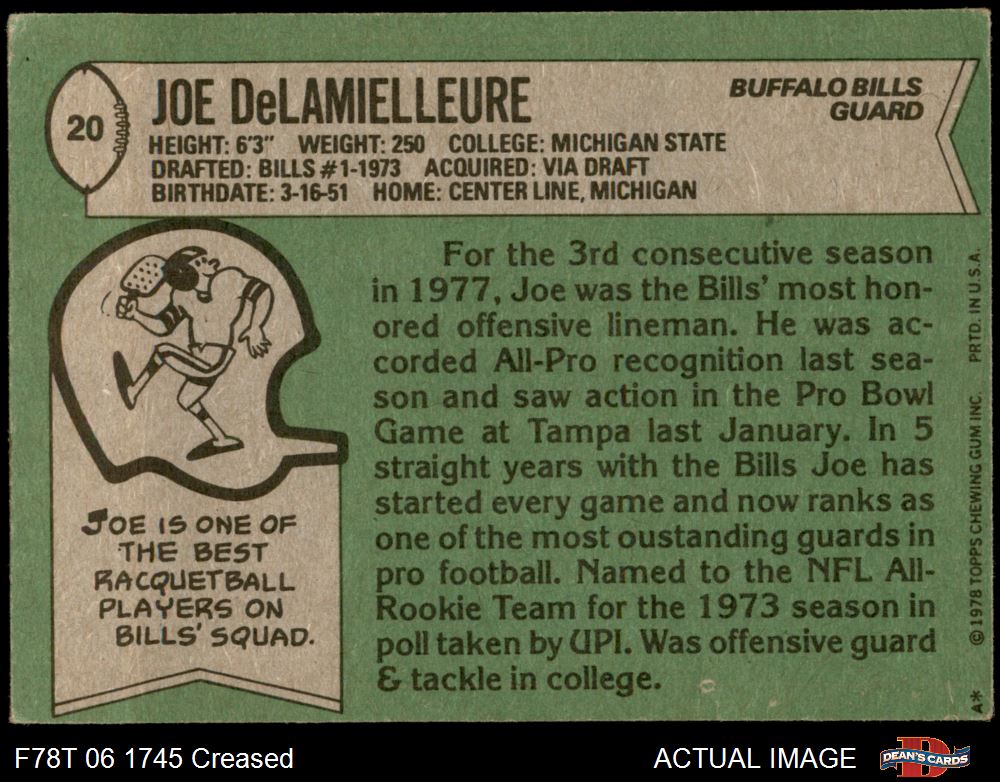 20
JOE DeLAMIELLEURE
BUFFALO BILLS
GUARD
HEIGHT: 6'3" WEIGHT: 250 COLLEGE: MICHIGAN STATE
DRAFTED: BILLS #1-1973 ACQUIRED: VIA DRAFT
BIRTHDATE: 3-16-51 HOME: CENTER LINE, MICHIGAN
JOE IS ONE OF
THE BEST
RACQUETBALL
PLAYERS ON
BILLS' SQUAD.
For the 3rd consecutive season
in 1977, Joe was the Bills' most hon-
ored offensive lineman. He was ac-
corded All-Pro recognition last sea-
son and saw action in the Pro Bowl
Game at Tampa last January. In 5
straight years with the Bills Joe has
started every game and now ranks as
one of the most oustanding guards in
pro football. Named to the NFL All-
Rookie Team for the 1973 season in
poll taken by UPI. Was offensive guard
& tackle in college.
© 1978 TOPPS CHEWING GUM INC. PRTD. IN U.S.A.
A*
F78T 06 1745 Creased
ACTUAL IMAGE
D
DEAN'S CARDS